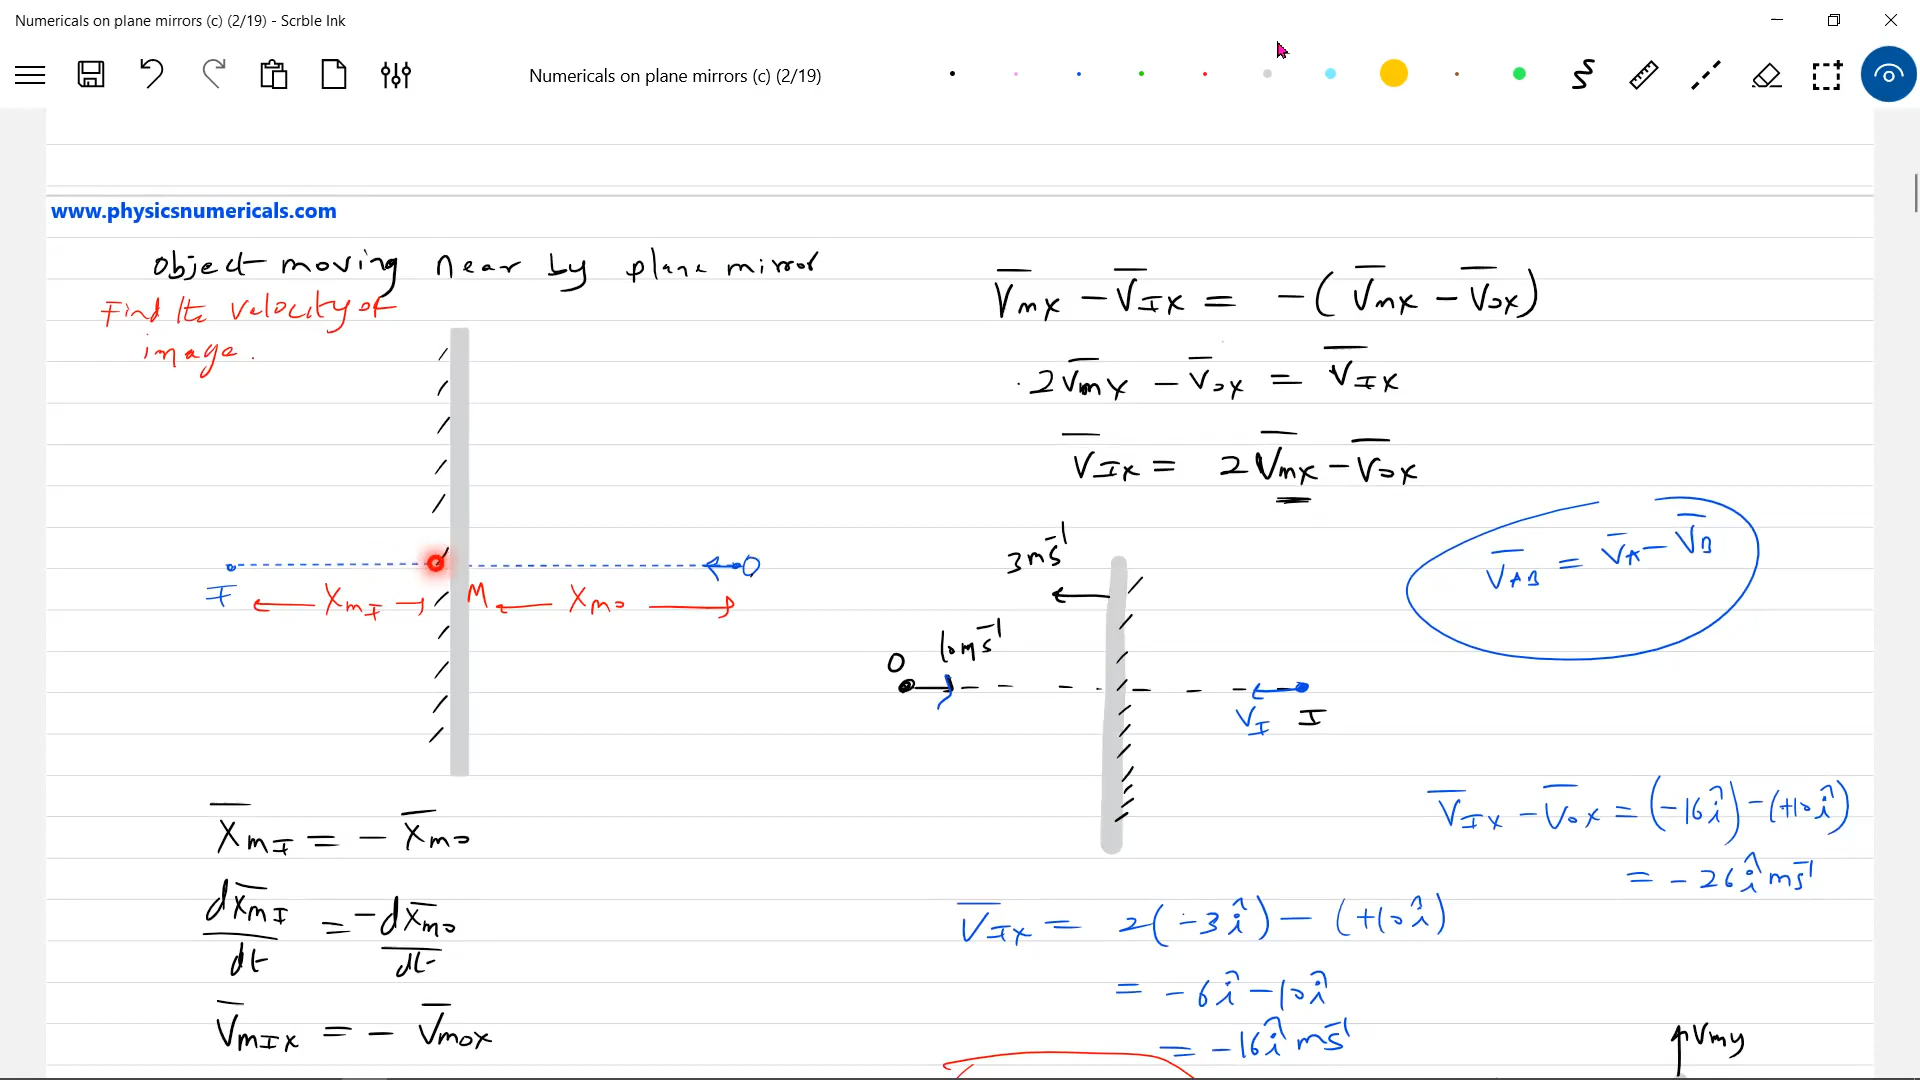 Numericals on plane mirrors (c) (2/19) - Scrble Ink
Numericals on plane mirrors (c) (2/19)
www.physicsnumericals.com
Object moving near by plane mirror
Find the velocity of
image.
I
X_mI
M
X_mo
O
X̄_mI = - X̄_mo
dX̄_mI/dt = - dX̄_mo/dt
V̄_mIx = - V̄_mox
V̄_mx - V̄_Ix = -(V̄_mx - V̄_ox)
2V̄_mx - V̄_ox = V̄_Ix
V̄_Ix = 2V̄_mx - V̄_ox
V̄_AB = V̄_A - V̄_B
3ms⁻¹
O 10ms⁻¹
V_I I
V̄_Ix - V̄_ox = (-16î) - (+10î)
= -26î ms⁻¹
V̄_Ix = 2(-3î) - (+10î)
= -6î - 10î
= -16î ms⁻¹
Vmy